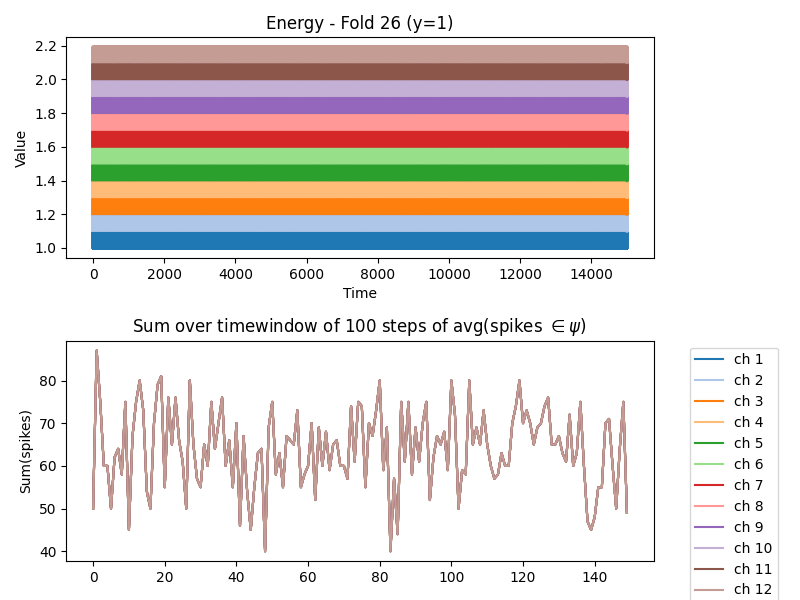 Energy - Fold 26 (y=1)
Value
2.2
2.0
1.8
1.6
1.4
1.2
1.0
0 2000 4000 6000 8000 10000 12000 14000
Time
Sum over timewindow of 100 steps of avg(spikes ∈ψ)
Sum(spikes)
80
70
60
50
40
0 20 40 60 80 100 120 140
ch 1
ch 2
ch 3
ch 4
ch 5
ch 6
ch 7
ch 8
ch 9
ch 10
ch 11
ch 12